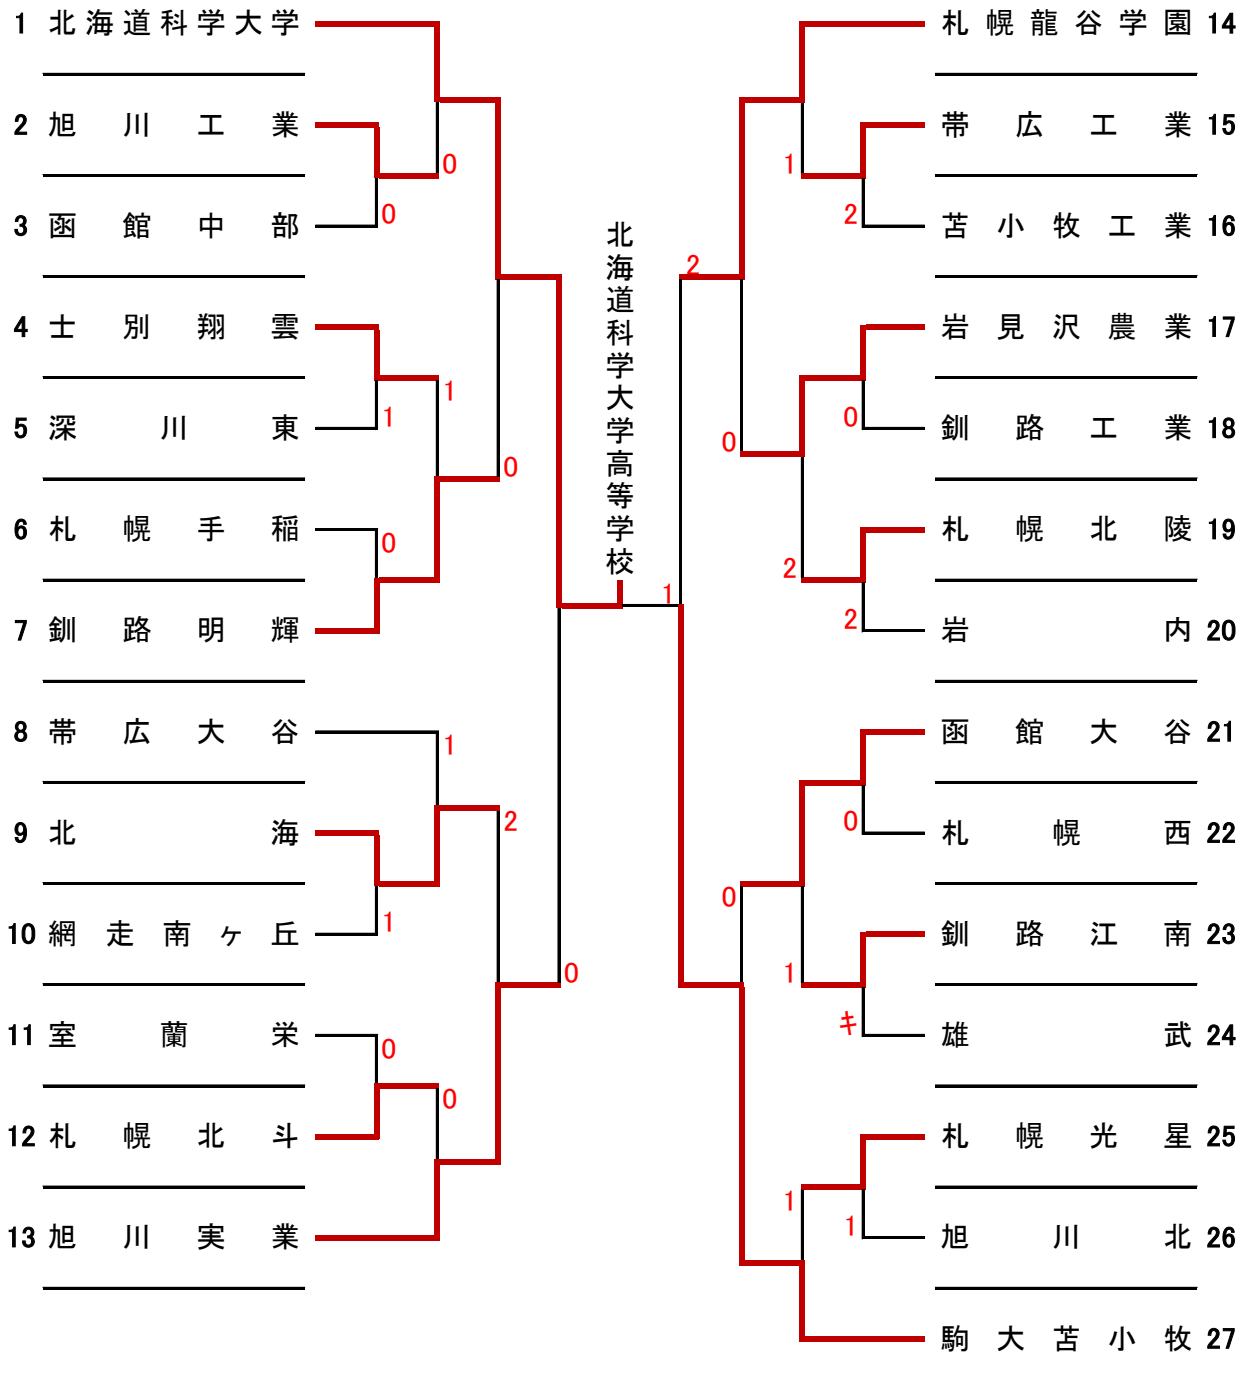 1 北海道科学大学
2 旭川工業
0
3 函館中部
0
4 士別翔雲
1
5 深川東
1
0
6 札幌手稲
0
7 釧路明輝
8 帯広大谷
1
9 北海
2
10 網走南ヶ丘
1
0
11 室蘭栄
0
12 札幌北斗
0
13 旭川実業
北海道科学大学高等学校
1
札幌龍谷学園 14
帯広工業 15
1
苫小牧工業 16
2
2
岩見沢農業 17
釧路工業 18
0
0
札幌北陵 19
2
岩内 20
2
函館大谷 21
札幌西 22
0
0
釧路江南 23
1
雄武 24
キ
札幌光星 25
1
旭川北 26
1
駒大苫小牧 27